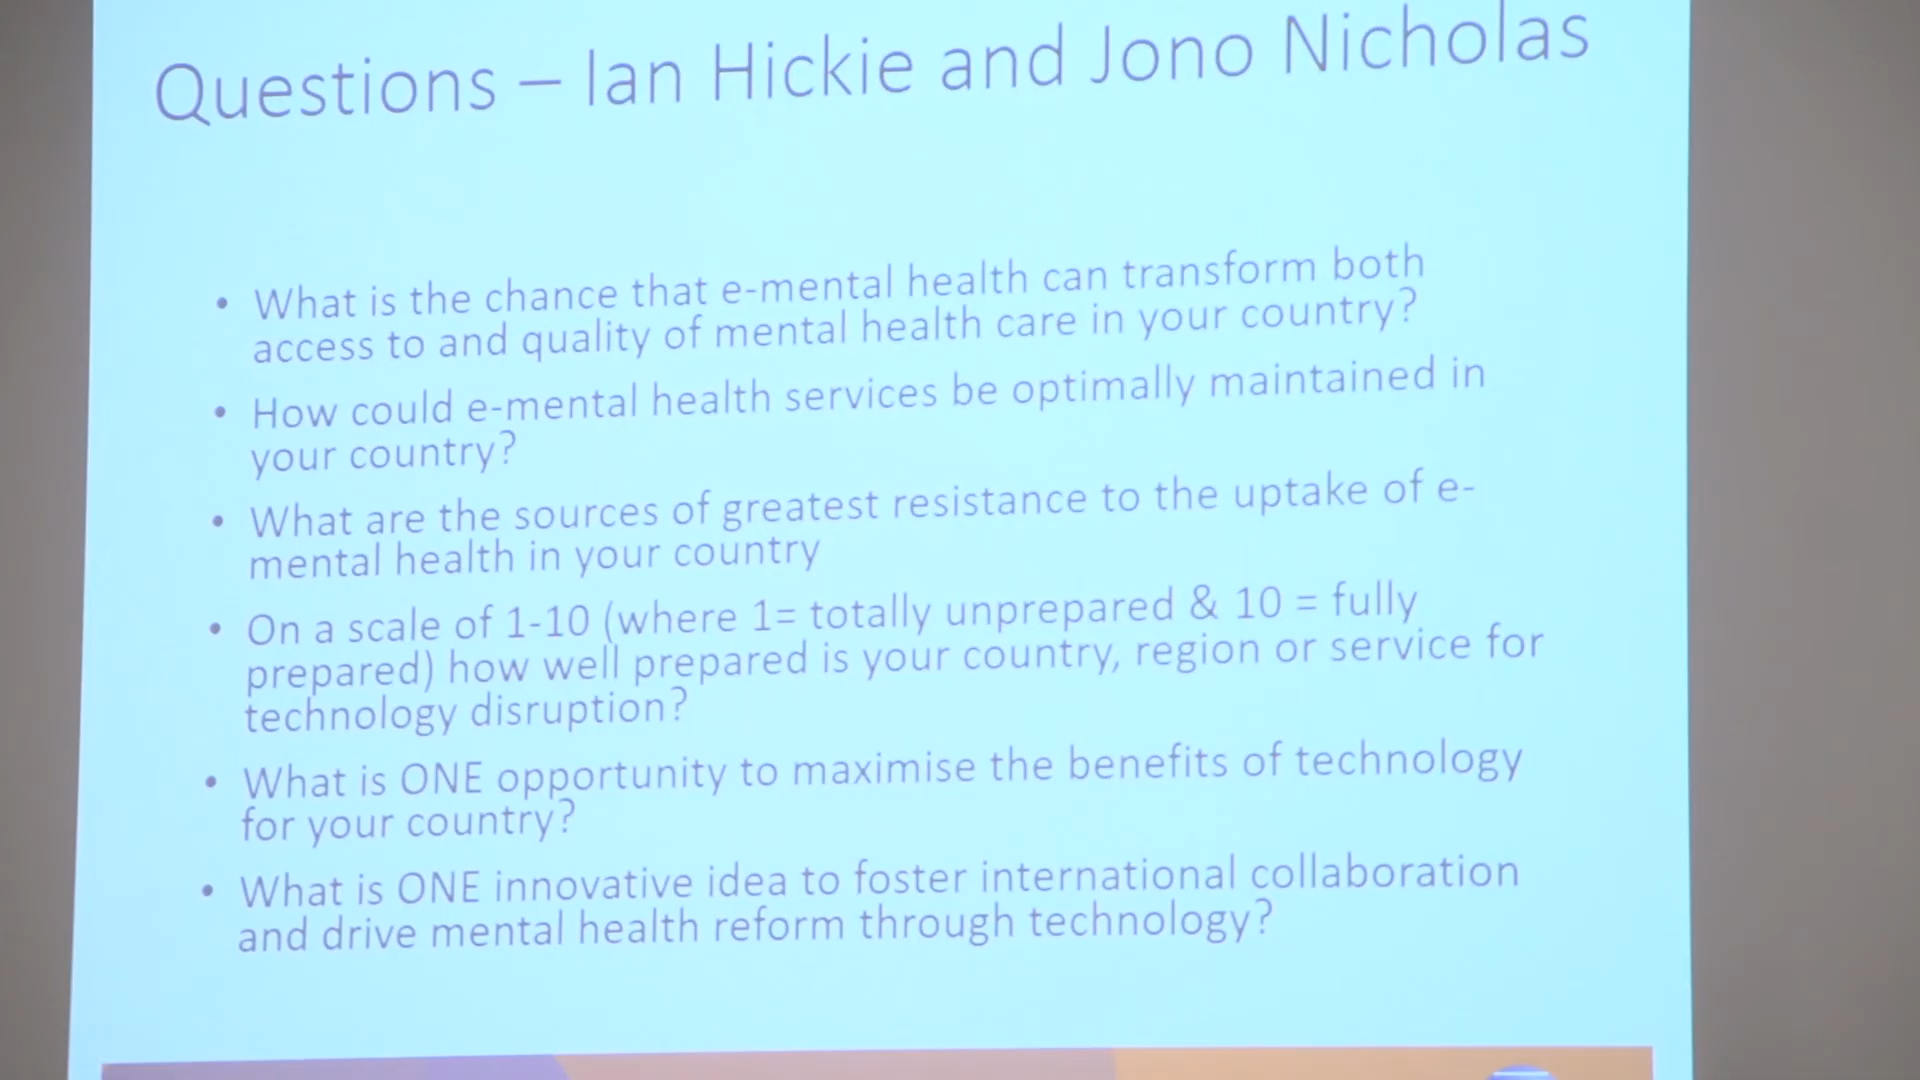 Questions – Ian Hickie and Jono Nicholas
• What is the chance that e-mental health can transform both
access to and quality of mental health care in your country?
• How could e-mental health services be optimally maintained in
your country?
• What are the sources of greatest resistance to the uptake of e-
mental health in your country
• On a scale of 1-10 (where 1= totally unprepared & 10 = fully
prepared) how well prepared is your country, region or service for
technology disruption?
• What is ONE opportunity to maximise the benefits of technology
for your country?
• What is ONE innovative idea to foster international collaboration
and drive mental health reform through technology?